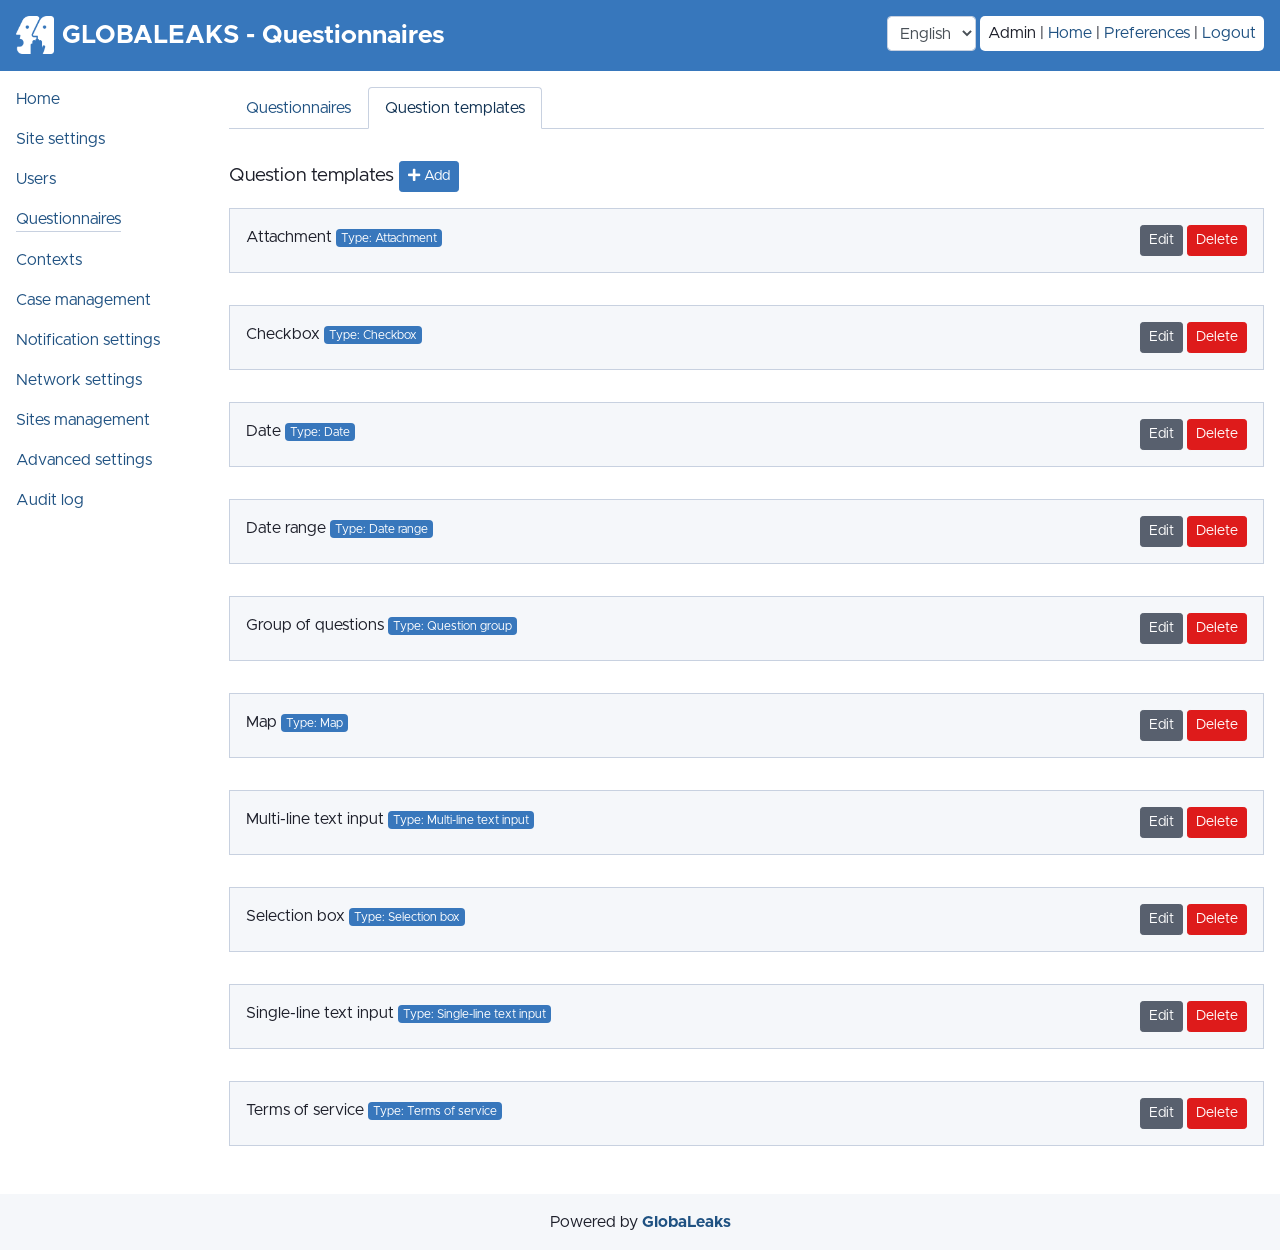 GLOBALEAKS - Questionnaires
English
Admin | Home | Preferences | Logout
Home
Site settings
Users
Questionnaires
Contexts
Case management
Notification settings
Network settings
Sites management
Advanced settings
Audit log
Questionnaires Question templates
Question templates Add
Attachment Type: Attachment Edit Delete
Checkbox Type: Checkbox Edit Delete
Date Type: Date Edit Delete
Date range Type: Date range Edit Delete
Group of questions Type: Question group Edit Delete
Map Type: Map Edit Delete
Multi-line text input Type: Multi-line text input Edit Delete
Selection box Type: Selection box Edit Delete
Single-line text input Type: Single-line text input Edit Delete
Terms of service Type: Terms of service Edit Delete
Powered by GlobaLeaks